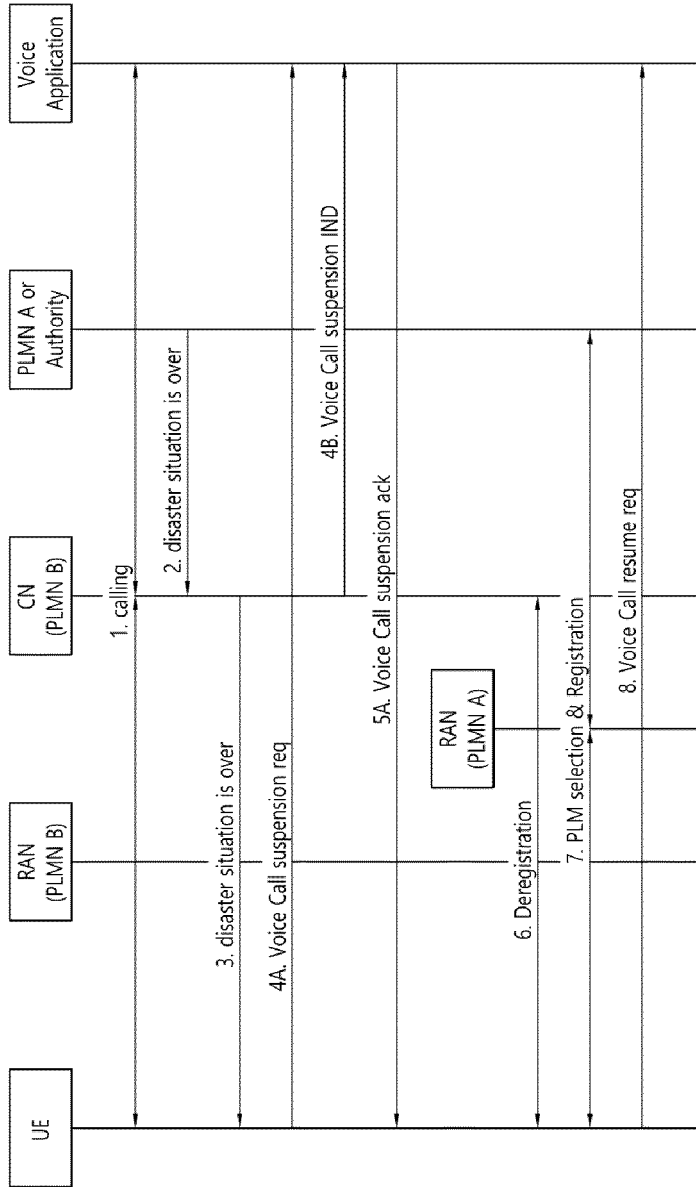 UE
RAN
(PLMN B)
RAN
(PLMN A)
CN
(PLMN B)
PLMN A or
Authority
Voice
Application
1. calling
2. disaster situation is over
3. disaster situation is over
4A. Voice Call suspension req
4B. Voice Call suspension IND
5A. Voice Call suspension ack
6. Deregistration
7. PLM selection & Registration
8. Voice Call resume req